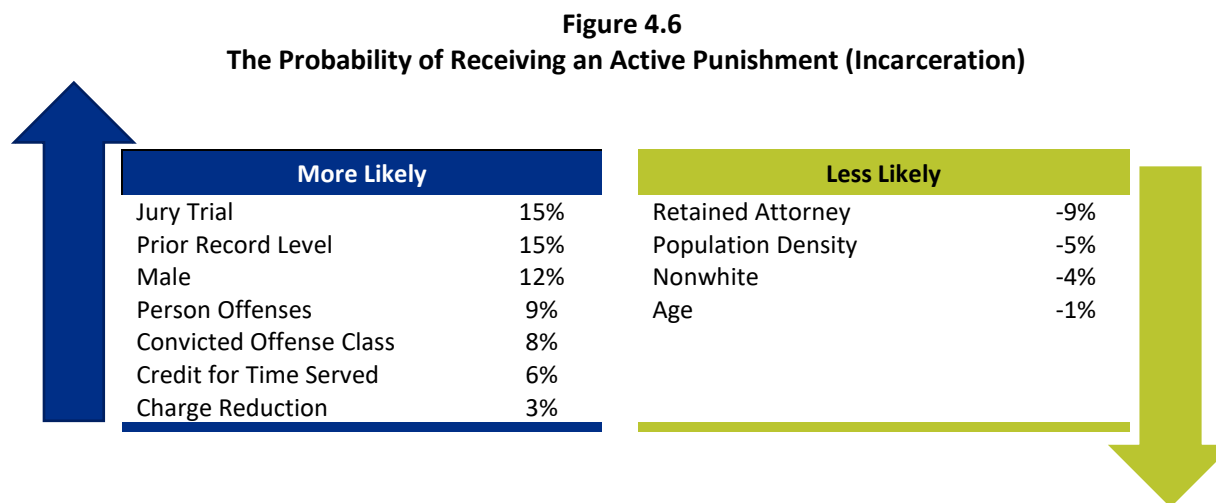 Figure 4.6
The Probability of Receiving an Active Punishment (Incarceration)
More Likely
Jury Trial 15%
Prior Record Level 15%
Male 12%
Person Offenses 9%
Convicted Offense Class 8%
Credit for Time Served 6%
Charge Reduction 3%
Less Likely
Retained Attorney -9%
Population Density -5%
Nonwhite -4%
Age -1%